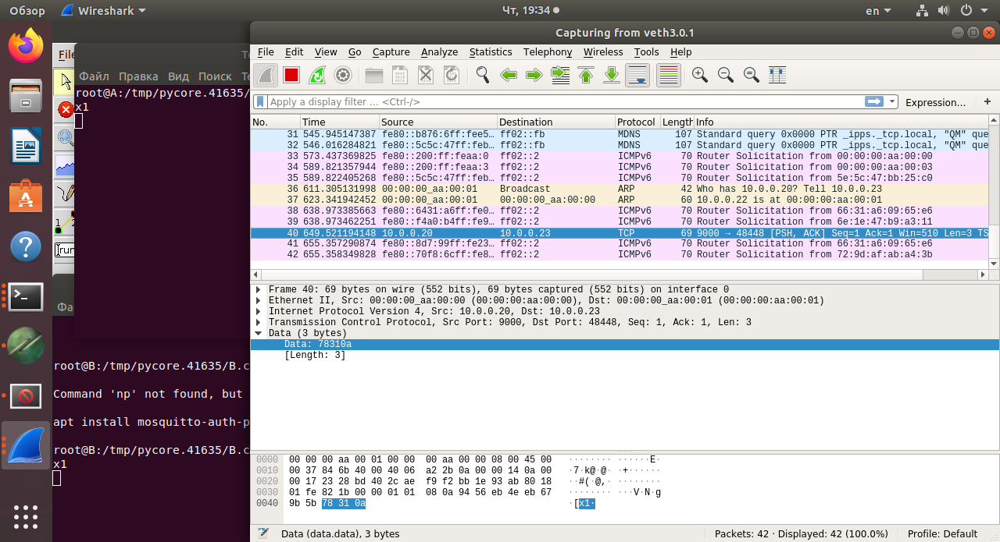 Обзор Wireshark Чт, 19:34 en
Capturing from veth3.0.1
File
File Edit View Go Capture Analyze Statistics Telephony Wireless Tools Help
Файл Правка Вид Поиск
Apply a display filter … <Ctrl-/> Expression… +
root@A:/tmp/pycore.41635/
x1
No. Time Source Destination Protocol Length Info
31 545.945147387 fe80::b876:6ff:fee5… ff02::fb MDNS 107 Standard query 0x0000 PTR _ipps._tcp.local, "QM" que
32 546.016284821 fe80::5c5c:47ff:feb… ff02::fb MDNS 107 Standard query 0x0000 PTR _ipps._tcp.local, "QM" que
33 573.437369825 fe80::200:ff:feaa:0 ff02::2 ICMPv6 70 Router Solicitation from 00:00:00:aa:00:00
34 589.821357944 fe80::200:ff:feaa:3 ff02::2 ICMPv6 70 Router Solicitation from 00:00:00:aa:00:03
35 589.822405268 fe80::5c5c:47ff:feb… ff02::2 ICMPv6 70 Router Solicitation from 5e:5c:47:bb:25:c0
36 611.305131998 00:00:00_aa:00:01 Broadcast ARP 42 Who has 10.0.0.20? Tell 10.0.0.23
37 623.341942452 00:00:00_aa:00:01 00:00:00_aa:00:00 ARP 60 10.0.0.22 is at 00:00:00:aa:00:01
38 638.973385663 fe80::6431:a6ff:fe0… ff02::2 ICMPv6 70 Router Solicitation from 66:31:a6:09:65:e6
39 638.973462251 fe80::f4a0:b4ff:fe9… ff02::2 ICMPv6 70 Router Solicitation from 6e:1e:47:b9:a3:11
40 649.521194148 10.0.0.20 10.0.0.23 TCP 69 9000 → 48448 [PSH, ACK] Seq=1 Ack=1 Win=510 Len=3 TS
41 655.357290874 fe80::8d7:99ff:fe23… ff02::2 ICMPv6 70 Router Solicitation from 66:31:a6:09:65:e6
42 655.358349828 fe80::70f8:6cff:fe8… ff02::2 ICMPv6 70 Router Solicitation from 72:9d:af:ab:a4:3b
1 2
run
Frame 40: 69 bytes on wire (552 bits), 69 bytes captured (552 bits) on interface 0
Ethernet II, Src: 00:00:00_aa:00:00 (00:00:00:aa:00:00), Dst: 00:00:00_aa:00:01 (00:00:00:aa:00:01)
Internet Protocol Version 4, Src: 10.0.0.20, Dst: 10.0.0.23
Transmission Control Protocol, Src Port: 9000, Dst Port: 48448, Seq: 1, Ack: 1, Len: 3
Data (3 bytes)
Data: 78310a
[Length: 3]
root@B:/tmp/pycore.41635/B.c
Command 'np' not found, but
apt install mosquitto-auth-p
root@B:/tmp/pycore.41635/B.c
x1
0000 00 00 00 aa 00 01 00 00 00 aa 00 00 08 00 45 00 ········ ······E·
0010 00 37 84 6b 40 00 40 06 a2 2b 0a 00 00 14 0a 00 ·7·k@·@· ·+······
0020 00 17 23 28 bd 40 2c ae f9 f2 bb 1e 93 ab 80 18 ··#(·@,· ········
0030 01 fe 82 1b 00 00 01 01 08 0a 94 56 eb 4e eb 67 ········ ···V·N·g
0040 9b 5b 78 31 0a ·[x1·
Data (data.data), 3 bytes Packets: 42 · Displayed: 42 (100.0%) Profile: Default